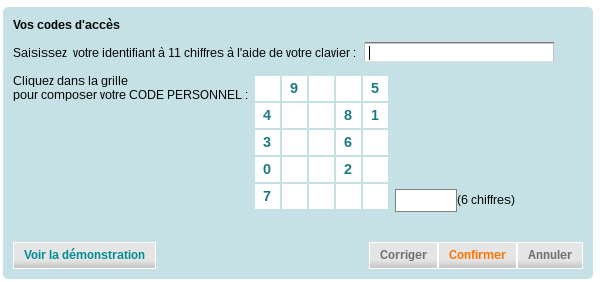 Vos codes d'accès
Saisissez votre identifiant à 11 chiffres à l'aide de votre clavier :
Cliquez dans la grille
pour composer votre CODE PERSONNEL :
9 5
4 8 1
3 6
0 2
7
(6 chiffres)
Voir la démonstration Corriger Confirmer Annuler